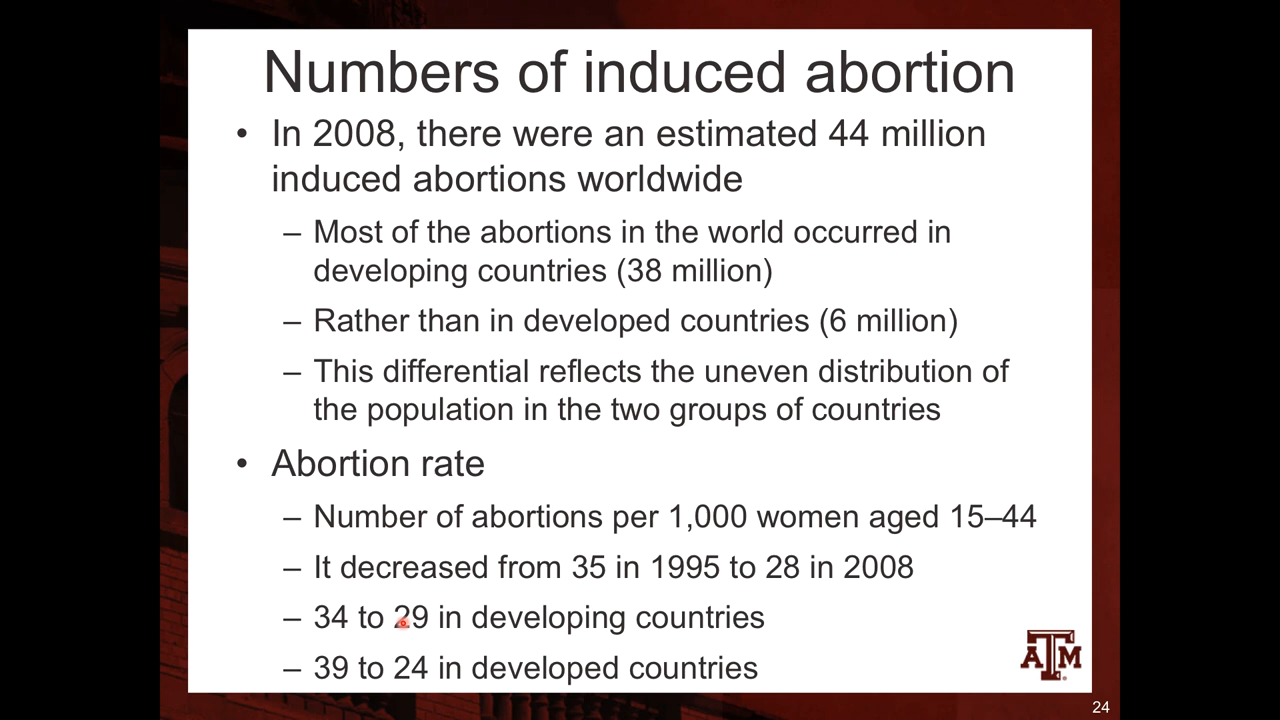 Numbers of induced abortion
• In 2008, there were an estimated 44 million
induced abortions worldwide
– Most of the abortions in the world occurred in
developing countries (38 million)
– Rather than in developed countries (6 million)
– This differential reflects the uneven distribution of
the population in the two groups of countries
• Abortion rate
– Number of abortions per 1,000 women aged 15–44
– It decreased from 35 in 1995 to 28 in 2008
– 34 to 29 in developing countries
– 39 to 24 in developed countries
ATM
24